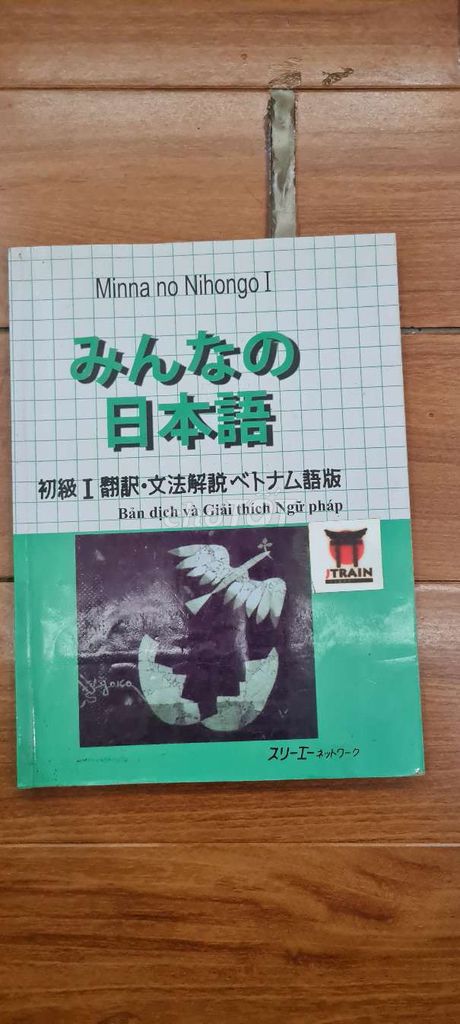 Minna no Nihongo I
みんなの
日本語
初級 I 翻訳・文法解説ベトナム語版
Bản dịch và Giải thích Ngữ pháp
JTRAIN
スリーエーネットワーク